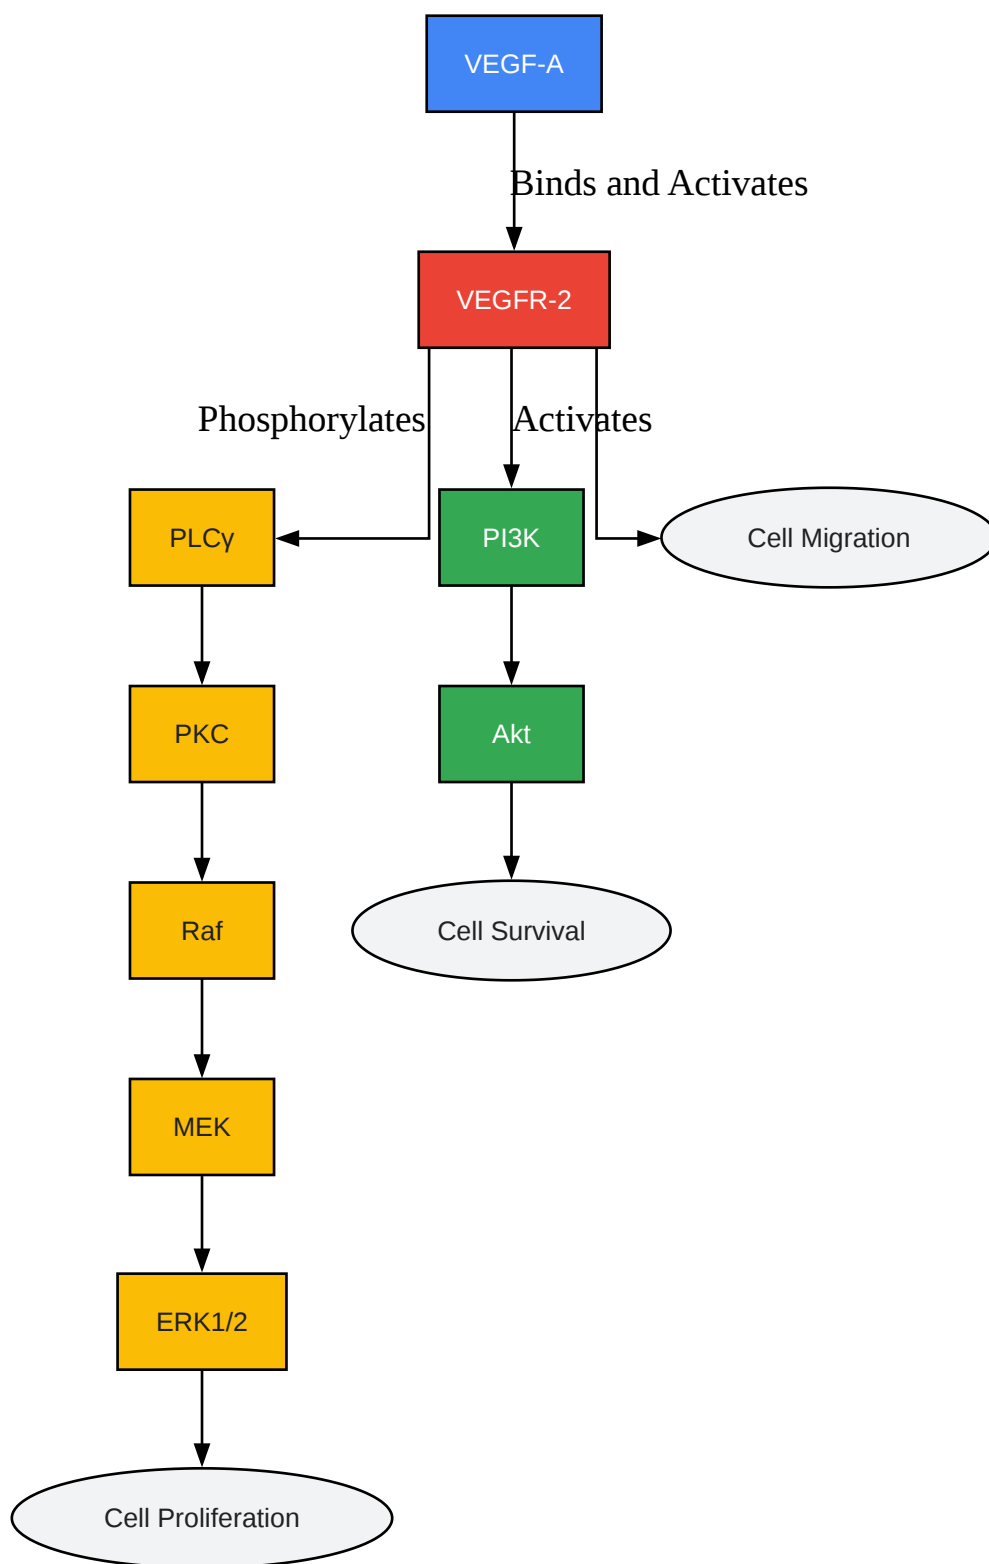 VEGF-A
Binds and Activates
VEGFR-2
Phosphorylates
Activates
PLCγ
PI3K
Cell Migration
PKC
Akt
Raf
Cell Survival
MEK
ERK1/2
Cell Proliferation